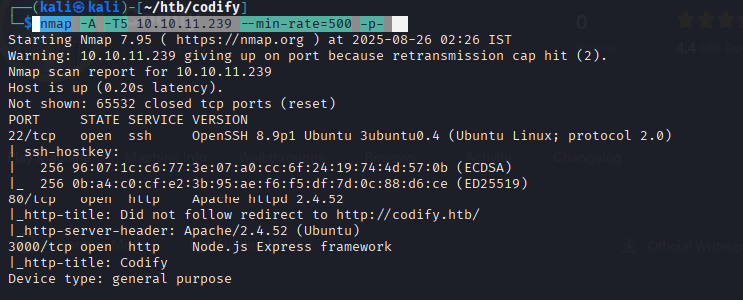 ┌──(kali㉿kali)-[~/htb/codify]
└─$ nmap -A -T5 10.10.11.239 --min-rate=500 -p-
Starting Nmap 7.95 ( https://nmap.org ) at 2025-08-26 02:26 IST
Warning: 10.10.11.239 giving up on port because retransmission cap hit (2).
Nmap scan report for 10.10.11.239
Host is up (0.20s latency).
Not shown: 65532 closed tcp ports (reset)
PORT     STATE SERVICE VERSION
22/tcp   open  ssh     OpenSSH 8.9p1 Ubuntu 3ubuntu0.4 (Ubuntu Linux; protocol 2.0)
| ssh-hostkey:
|   256 96:07:1c:c6:77:3e:07:a0:cc:6f:24:19:74:4d:57:0b (ECDSA)
|_  256 0b:a4:c0:cf:e2:3b:95:ae:f6:f5:df:7d:0c:88:d6:ce (ED25519)
80/tcp   open  http    Apache httpd 2.4.52
|_http-title: Did not follow redirect to http://codify.htb/
|_http-server-header: Apache/2.4.52 (Ubuntu)
3000/tcp open  http    Node.js Express framework
|_http-title: Codify
Device type: general purpose
0
4.4
Changelog
Official Writeup